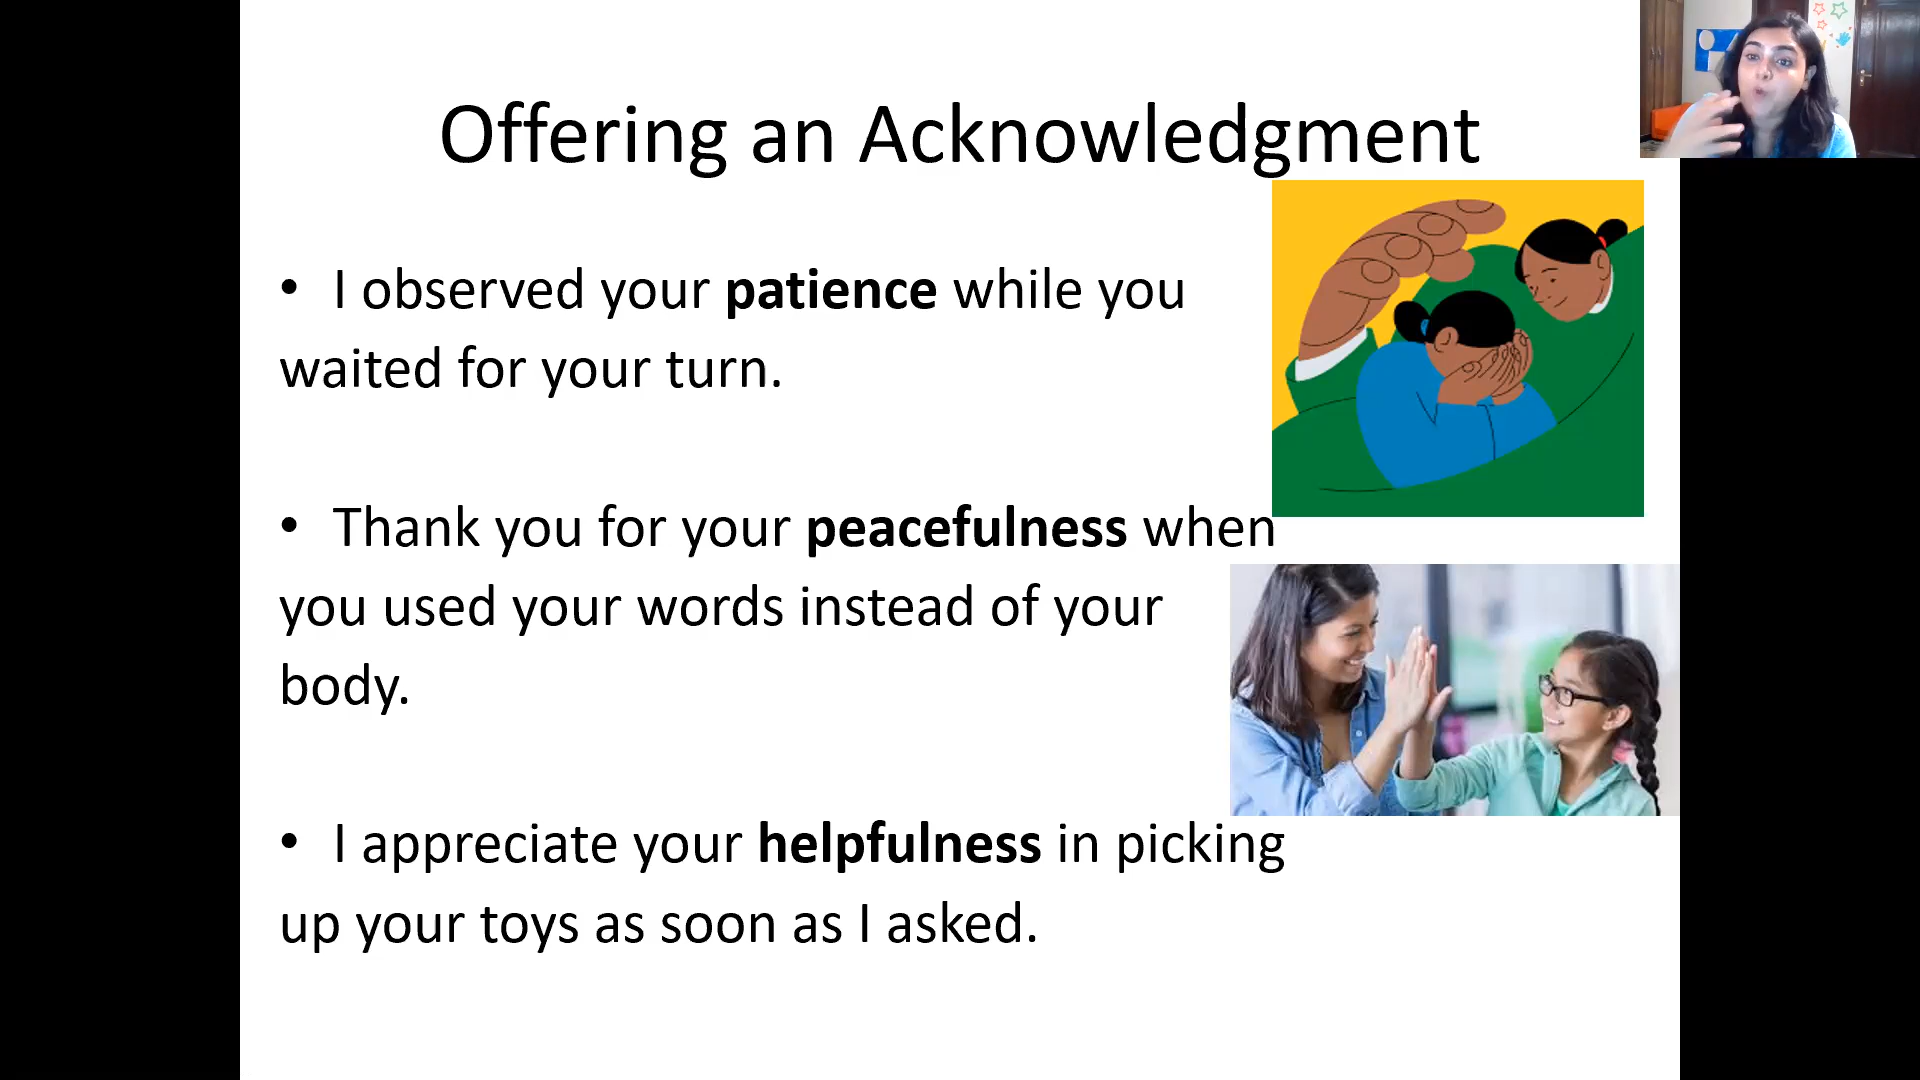 Offering an Acknowledgment
• I observed your patience while you
waited for your turn.
• Thank you for your peacefulness when
you used your words instead of your
body.
• I appreciate your helpfulness in picking
up your toys as soon as I asked.